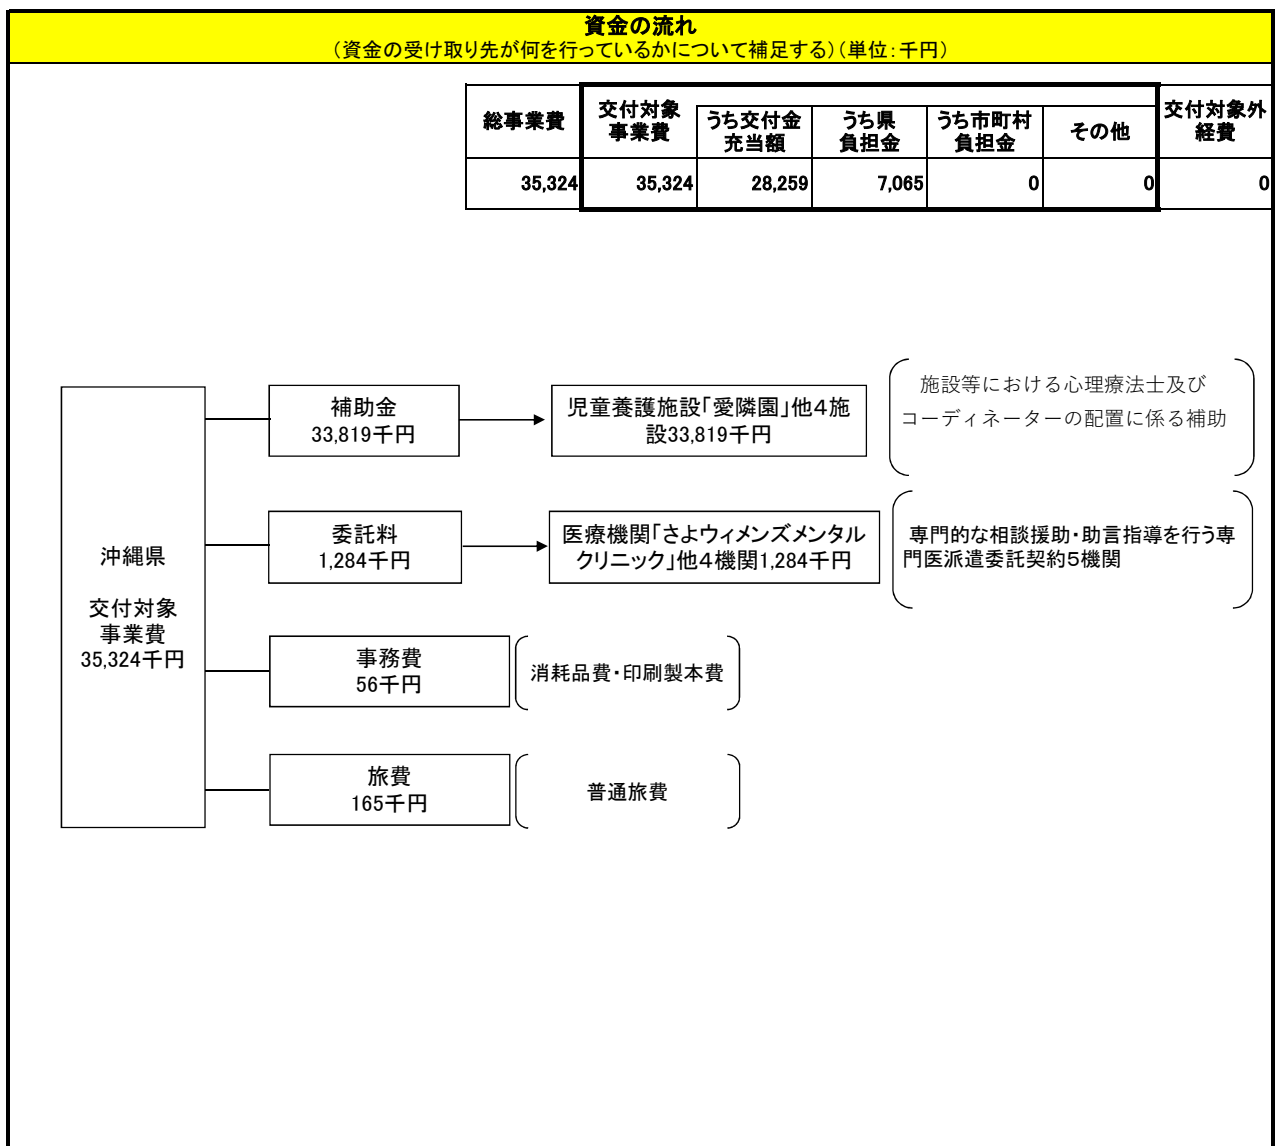 資金の流れ
（資金の受け取り先が何を行っているかについて補足する）（単位：千円）
総事業費
交付対象
事業費
うち交付金
充当額
うち県
負担金
うち市町村
負担金
その他
交付対象外
経費
35,324
35,324
28,259
7,065
0
0
0
沖縄県
交付対象
事業費
35,324千円
補助金
33,819千円
児童養護施設「愛隣園」他４施
設33,819千円
施設等における心理療法士及び
コーディネーターの配置に係る補助
委託料
1,284千円
医療機関「さよウィメンズメンタル
クリニック」他４機関1,284千円
専門的な相談援助・助言指導を行う専
門医派遣委託契約５機関
事務費
56千円
消耗品費・印刷製本費
旅費
165千円
普通旅費